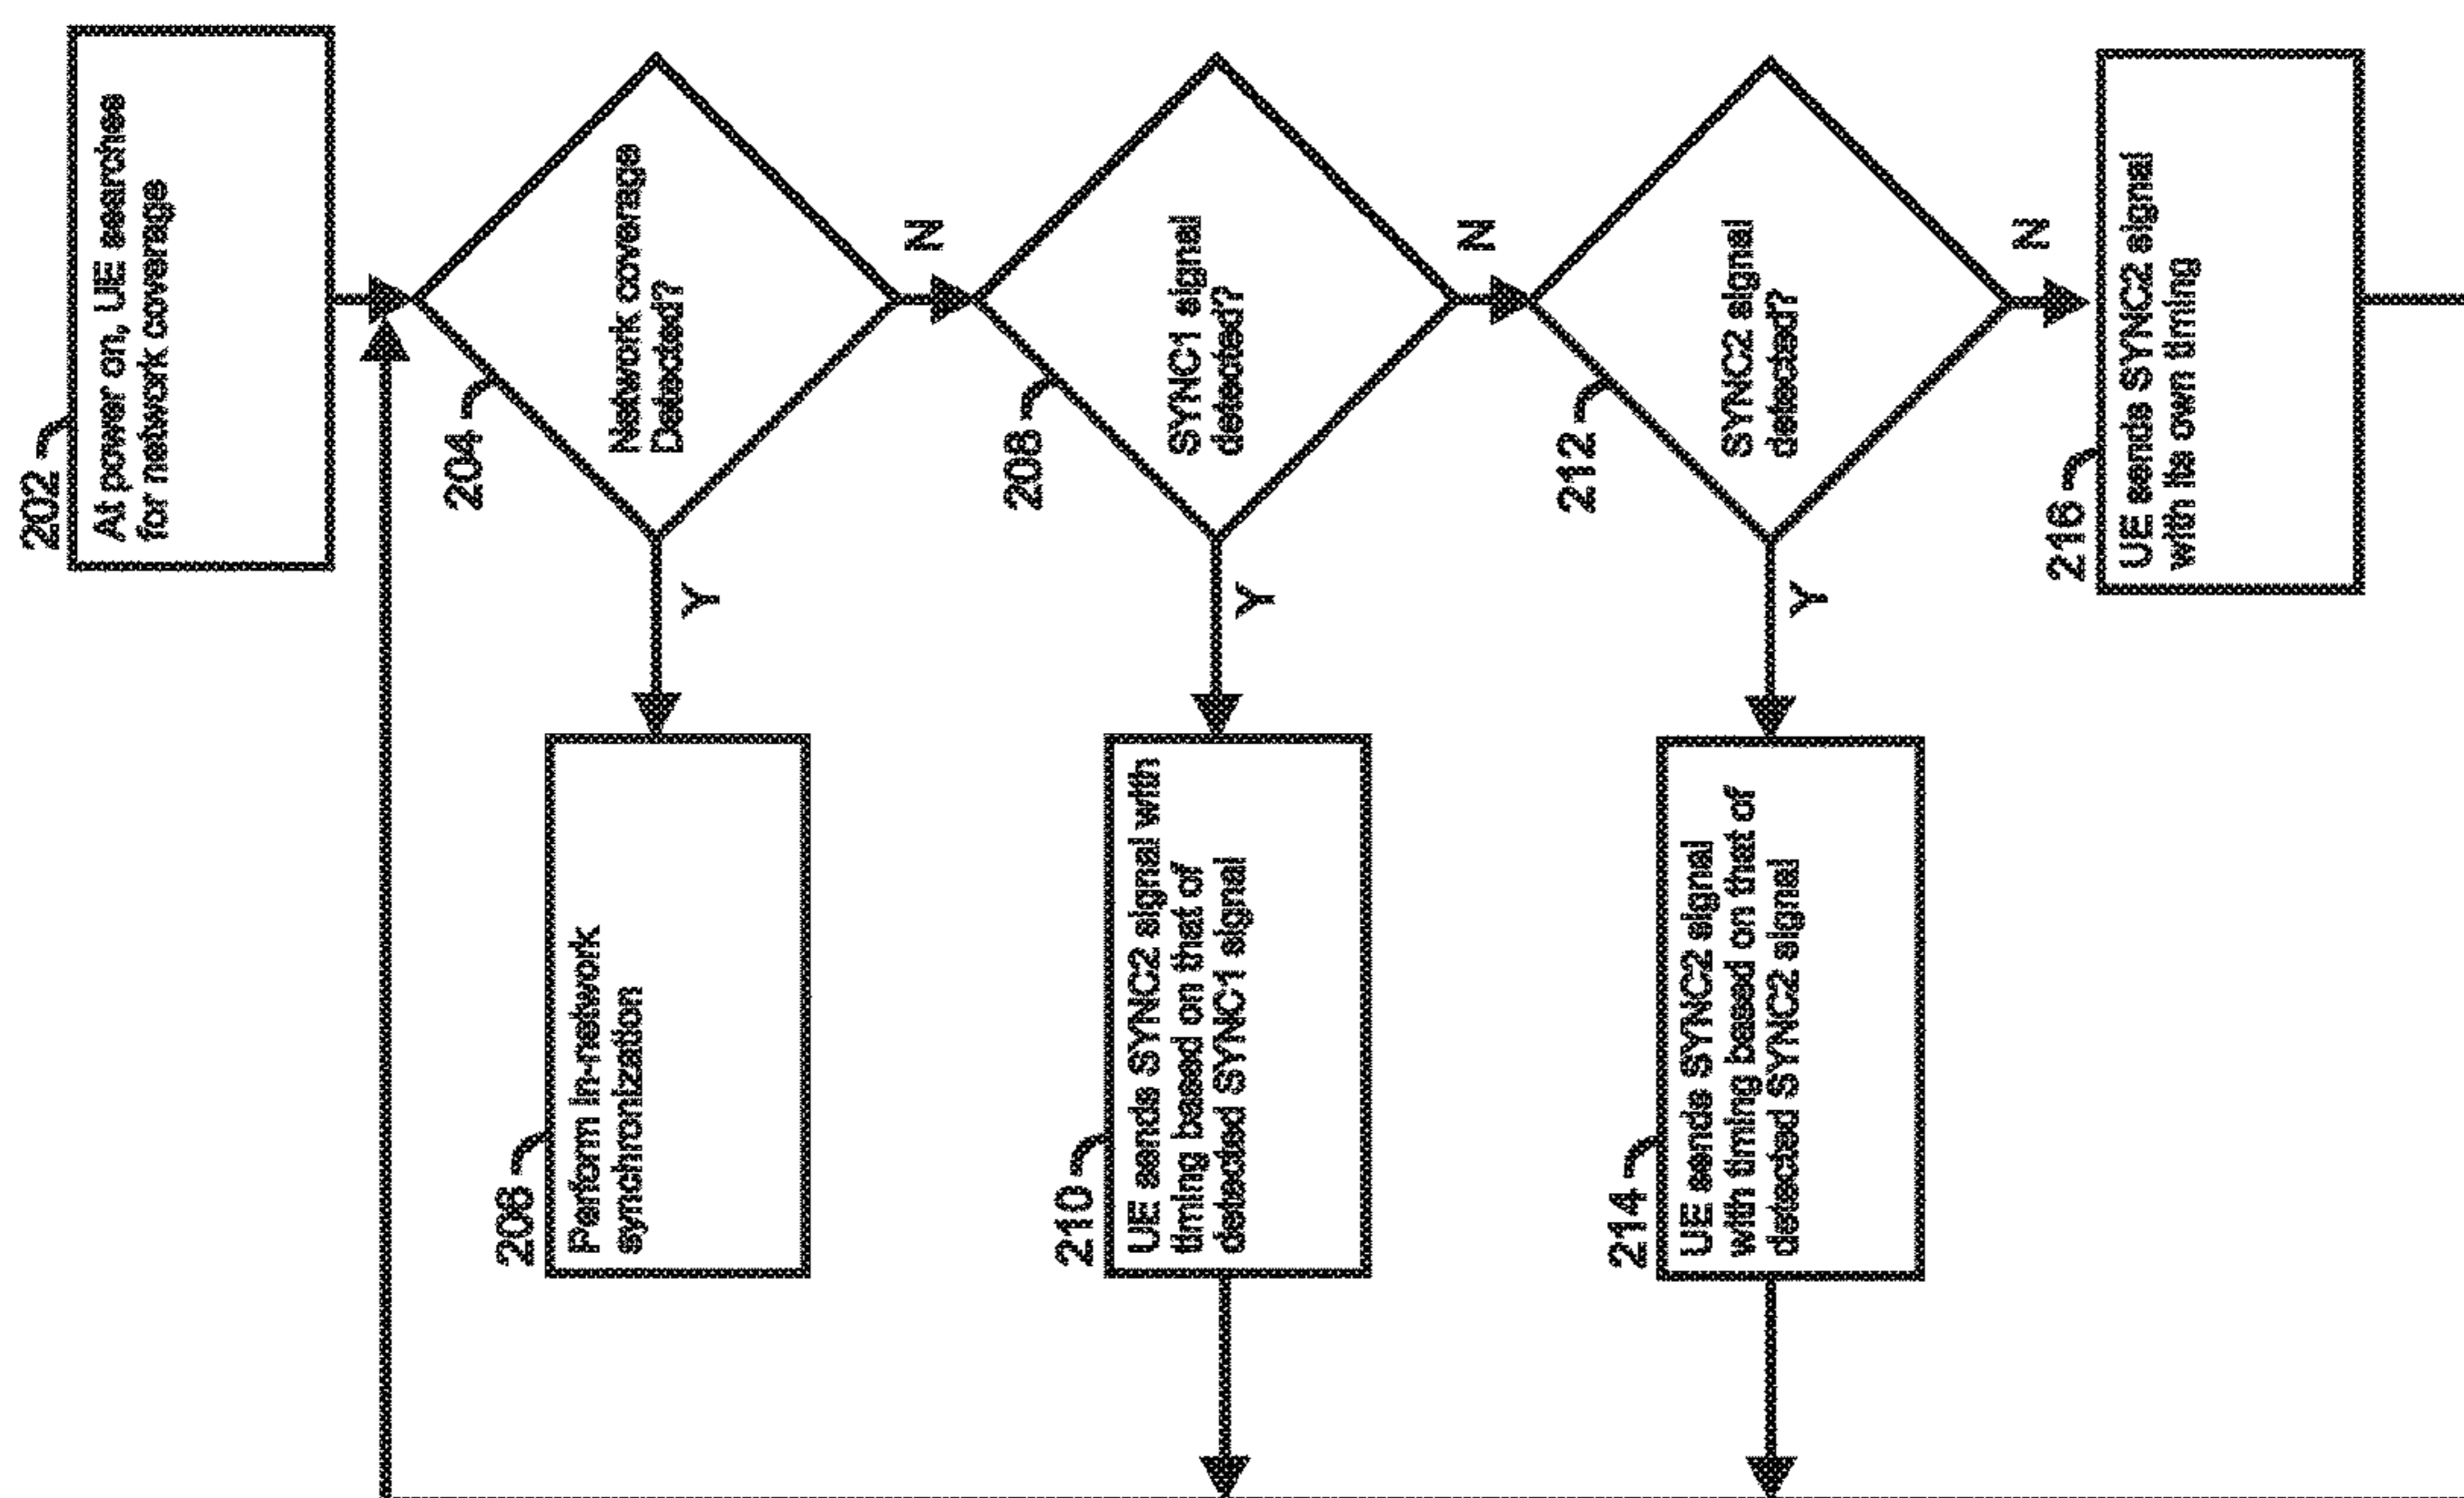 202
At power on, UE searches
for network coverage
204
Network coverage
Detected?
N
Y
206
Perform in-network
synchronization
208
SYNC1 signal
detected?
N
Y
210
UE sends SYNC2 signal with
timing based on that of
detected SYNC1 signal
212
SYNC2 signal
detected?
N
Y
214
UE sends SYNC2 signal
with timing based on that of
detected SYNC2 signal
216
UE sends SYNC2 signal
with its own timing